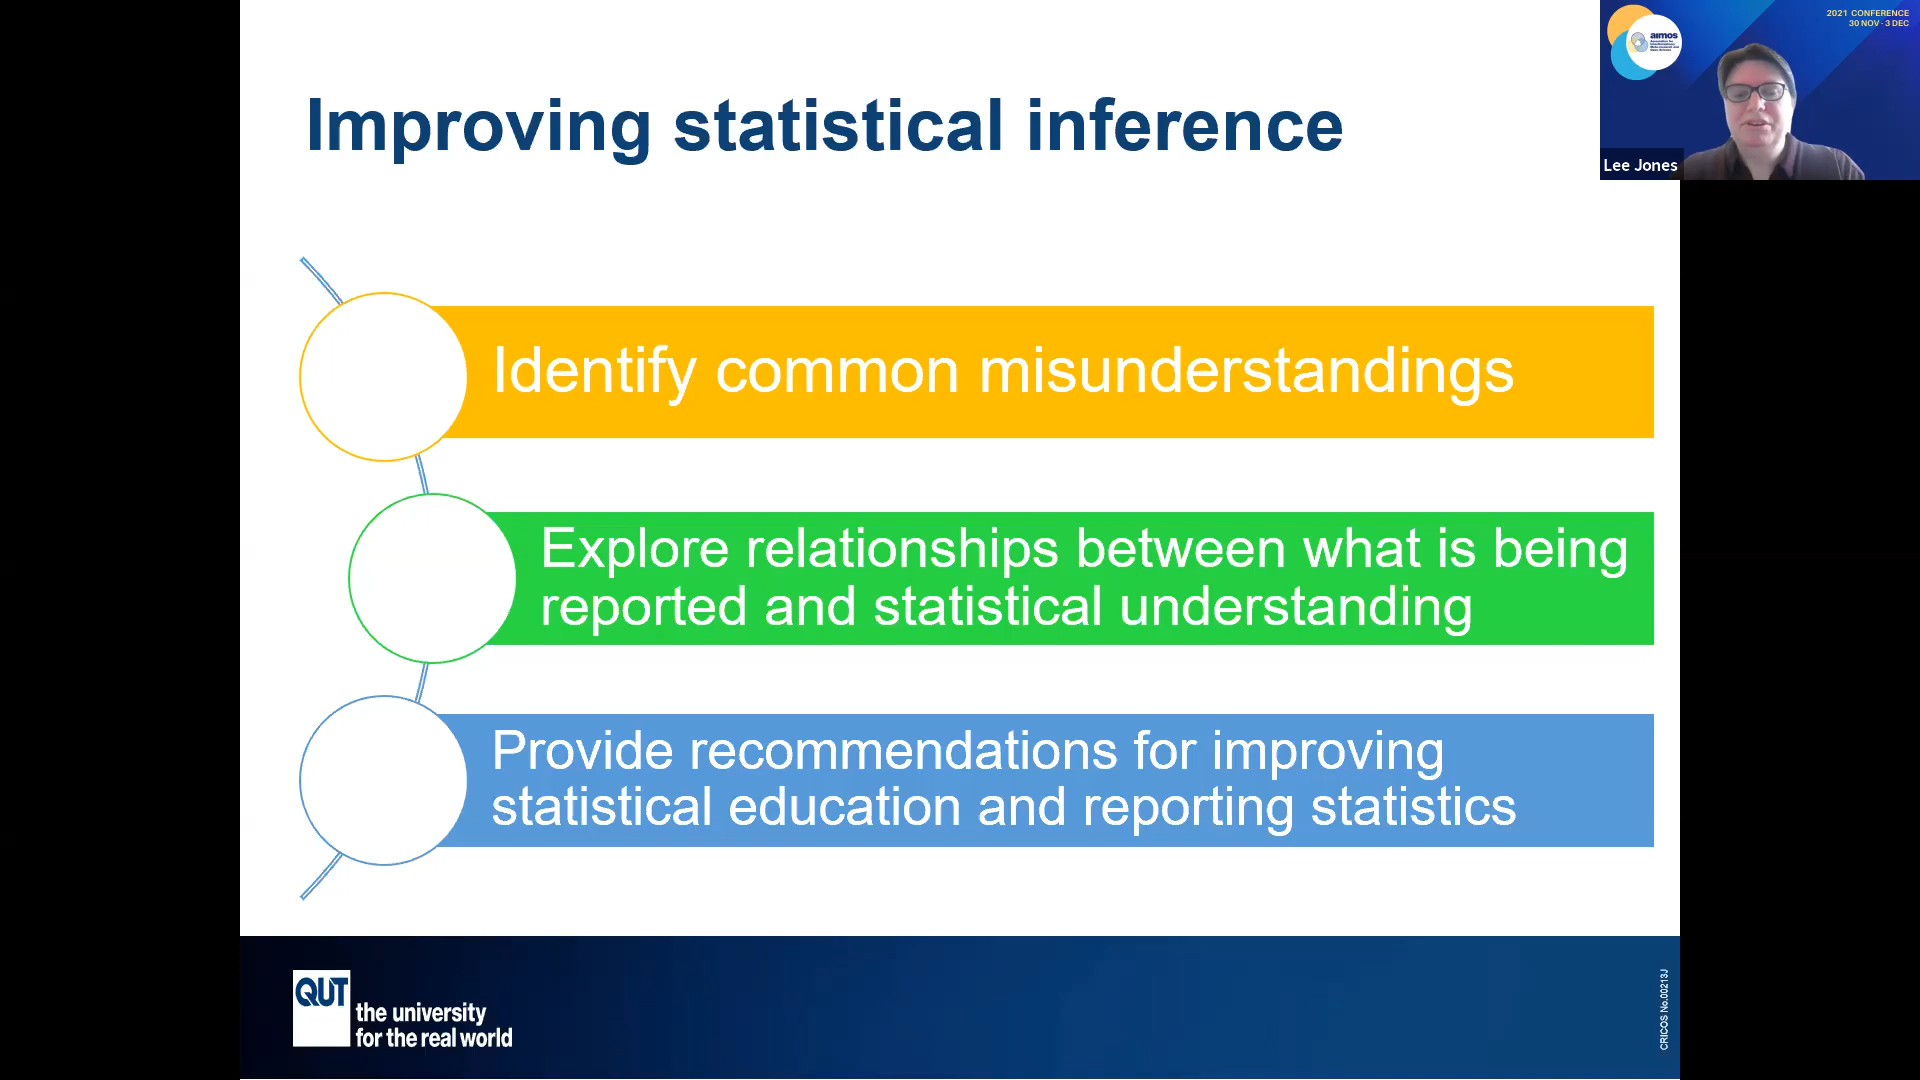 Improving statistical inference
2021 CONFERENCE
30 NOV - 3 DEC
aimos
Lee Jones
Identify common misunderstandings
Explore relationships between what is being
reported and statistical understanding
Provide recommendations for improving
statistical education and reporting statistics
QUT
the university
for the real world
CRICOS No.00213J